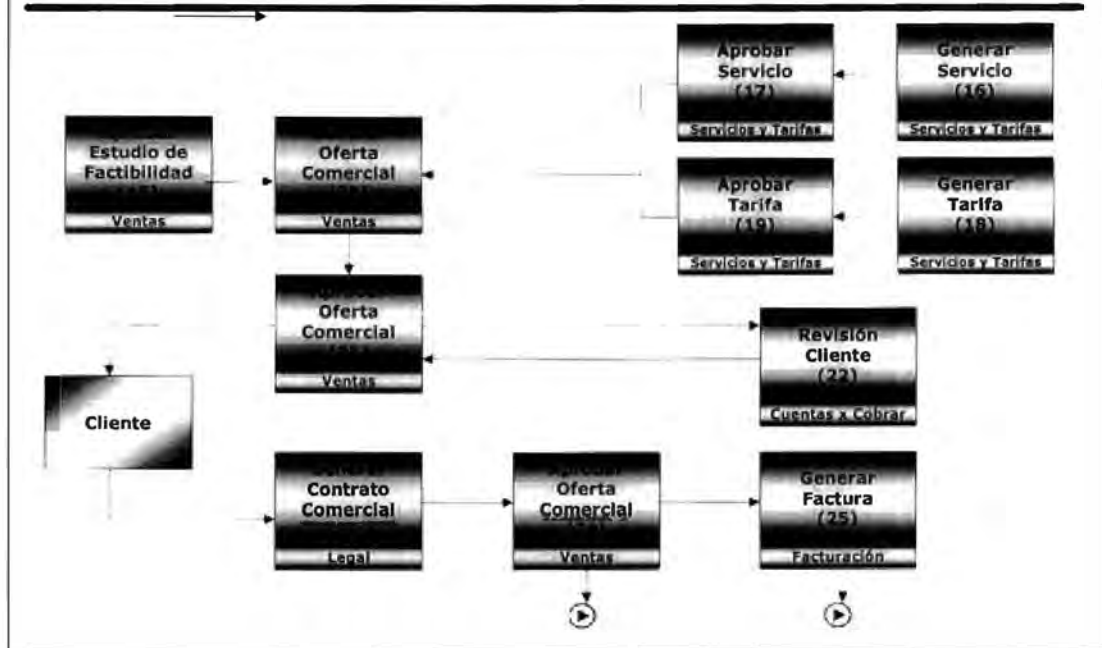 Aprobar
Servicio
(17)
Servicios y Tarifas
Generar
Servicio
(16)
Servicios y Tarifas
Estudio de
Factibilidad
Ventas
Oferta
Comercial
Ventas
Aprobar
Tarifa
(19)
Servicios y Tarifas
Generar
Tarifa
(18)
Servicios y Tarifas
Oferta
Comercial
Ventas
Revisión
Cliente
(22)
Cuentas x Cobrar
Cliente
Contrato
Comercial
Legal
Aprobar
Oferta
Comercial
Ventas
Generar
Factura
(25)
Facturación